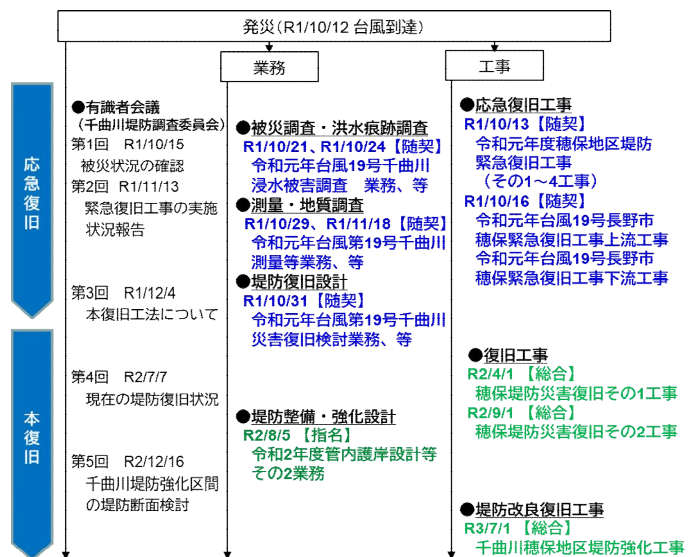 発災(R1/10/12 台風到達)
業務
工事
応急復旧
本復旧
●有識者会議
(千曲川堤防調査委員会)
第1回 R1/10/15
被災状況の確認
第2回 R1/11/13
緊急復旧工事の実施
状況報告
第3回 R1/12/4
本復旧工法について
第4回 R2/7/7
現在の堤防復旧状況
第5回 R2/12/16
千曲川堤防強化区間
の堤防断面検討
●被災調査・洪水痕跡調査
R1/10/21、R1/10/24【随契】
令和元年台風19号千曲川
浸水被害調査 業務、等
●測量・地質調査
R1/10/29、R1/11/18【随契】
令和元年台風第19号千曲川
測量等業務、等
●堤防復旧設計
R1/10/31【随契】
令和元年台風第19号千曲川
災害復旧検討業務、等
●堤防整備・強化設計
R2/8/5 【指名】
令和2年度管内護岸設計等
その2業務
●応急復旧工事
R1/10/13【随契】
令和元年度穂保地区堤防
緊急復旧工事
(その1~4工事)
R1/10/16【随契】
令和元年台風19号長野市
穂保緊急復旧工事上流工事
令和元年台風19号長野市
穂保緊急復旧工事下流工事
●復旧工事
R2/4/1 【総合】
穂保堤防災害復旧その1工事
R2/9/1 【総合】
穂保堤防災害復旧その2工事
●堤防改良復旧工事
R3/7/1 【総合】
千曲川穂保地区堤防強化工事